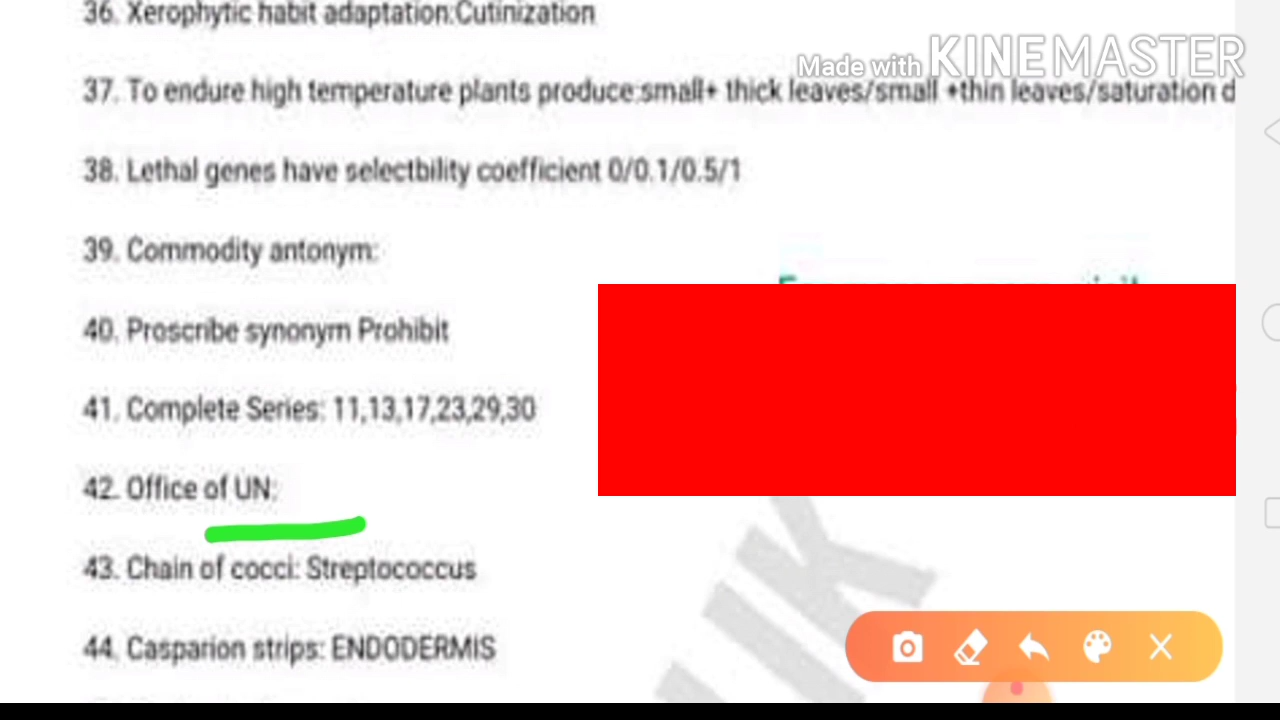 36. Xerophytic habit adaptation:Cutinization
Made with KINEMASTER
37. To endure high temperature plants produce:small+ thick leaves/small +thin leaves/saturation d
38. Lethal genes have selectbility coefficient 0/0.1/0.5/1
39. Commodity antonym:
40. Proscribe synonym Prohibit
41. Complete Series: 11,13,17,23,29,30
42. Office of UN:
43. Chain of cocci: Streptococcus
44. Casparion strips: ENDODERMIS